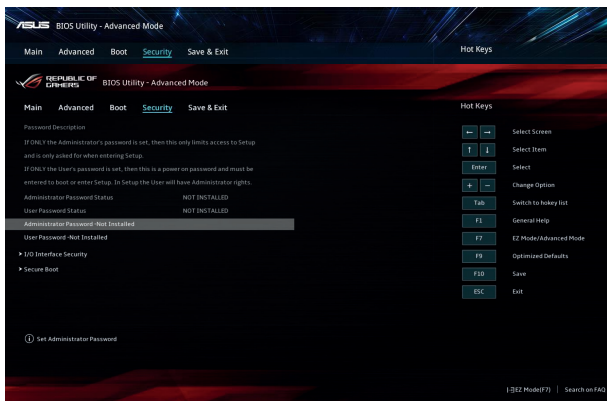 ASUS BIOS Utility - Advanced Mode
Main Advanced Boot Security Save & Exit Hot Keys
REPUBLIC OF GAMERS BIOS Utility - Advanced Mode
Main Advanced Boot Security Save & Exit Hot Keys
Password Description
If ONLY the Administrator's password is set, then this only limits access to Setup
and is only asked for when entering Setup.
If ONLY the User's password is set, then this is a power on password and must be
entered to boot or enter Setup. In Setup the User will have Administrator rights.
Administrator Password Status NOT INSTALLED
User Password Status NOT INSTALLED
Administrator Password -Not Installed
User Password -Not Installed
> I/O Interface Security
> Secure Boot
Set Administrator Password
← → Select Screen
↑ ↓ Select Item
Enter Select
+ − Change Option
Tab Switch to hokey list
F1 General Help
F7 EZ Mode/Advanced Mode
F9 Optimized Defaults
F10 Save
ESC Exit
EZ Mode(F7) | Search on FAQ